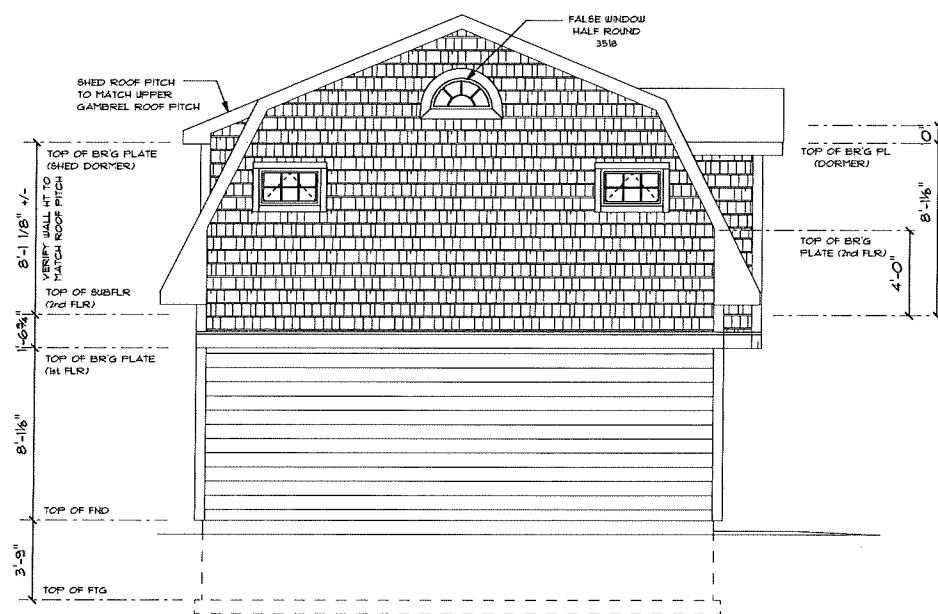 FALSE WINDOW
HALF ROUND
3518
SHED ROOF PITCH
TO MATCH UPPER
GAMBREL ROOF PITCH
TOP OF BR'G PLATE
(SHED DORMER)
8'-1 1/8" +/-
VERIFY WALL HT TO
MATCH ROOF PITCH
TOP OF SUBFLR
(2nd FLR)
1'-6¾"
TOP OF BR'G PLATE
(1st FLR)
8'-1⅛"
TOP OF FND
3'-9"
TOP OF FTG
0"
TOP OF BR'G PL
(DORMER)
8'-1⅛"
TOP OF BR'G
PLATE (2nd FLR)
4'-0"